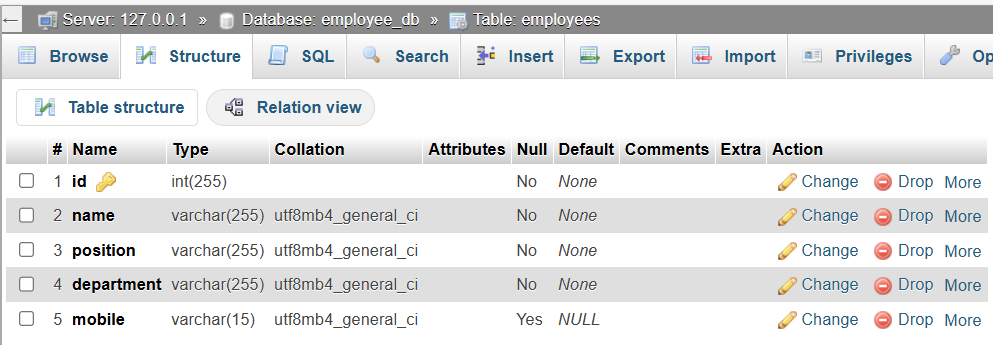 ← Server: 127.0.0.1 » Database: employee_db » Table: employees
Browse Structure SQL Search Insert Export Import Privileges Op
Table structure Relation view
# Name Type Collation Attributes Null Default Comments Extra Action
1 id int(255) No None Change Drop More
2 name varchar(255) utf8mb4_general_ci No None Change Drop More
3 position varchar(255) utf8mb4_general_ci No None Change Drop More
4 department varchar(255) utf8mb4_general_ci No None Change Drop More
5 mobile varchar(15) utf8mb4_general_ci Yes NULL Change Drop More